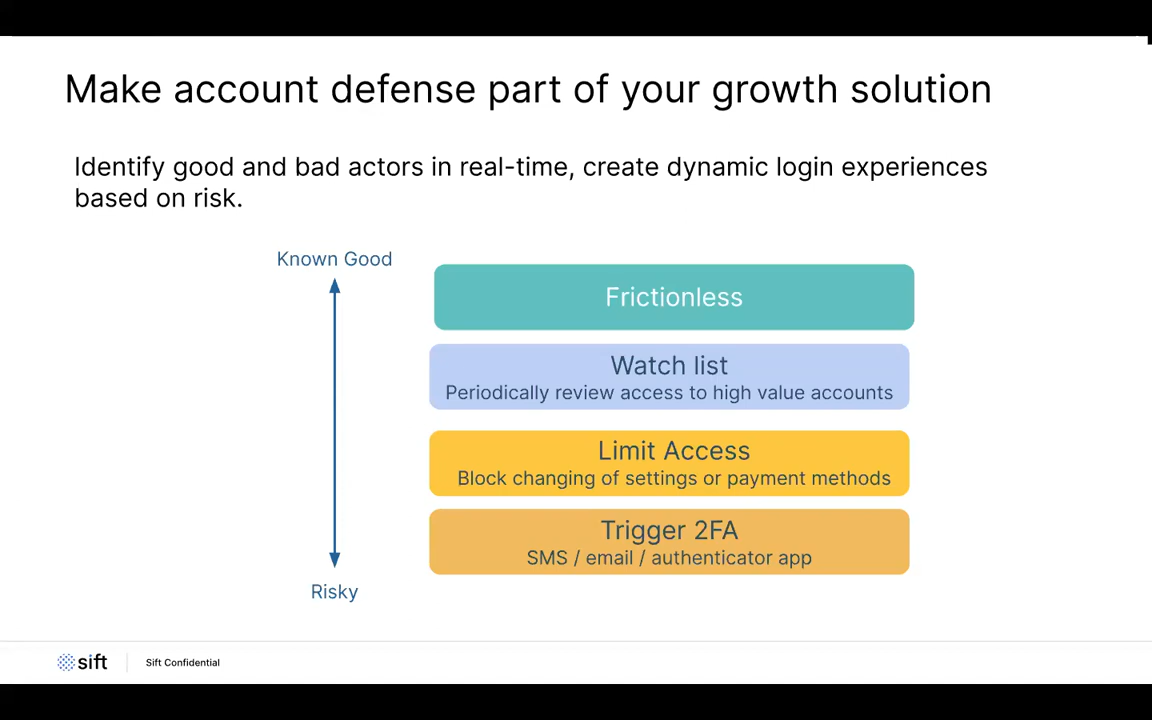 Make account defense part of your growth solution
Identify good and bad actors in real-time, create dynamic login experiences
based on risk.
Known Good
Frictionless
Watch list
Periodically review access to high value accounts
Limit Access
Block changing of settings or payment methods
Trigger 2FA
SMS / email / authenticator app
Risky
sift
Sift Confidential